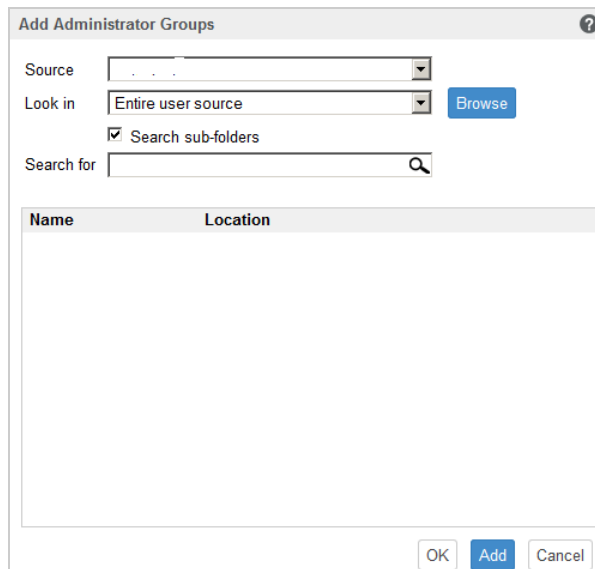 Add Administrator Groups ?
Source . . .
Look in Entire user source Browse
Search sub-folders
Search for
Name Location
OK Add Cancel